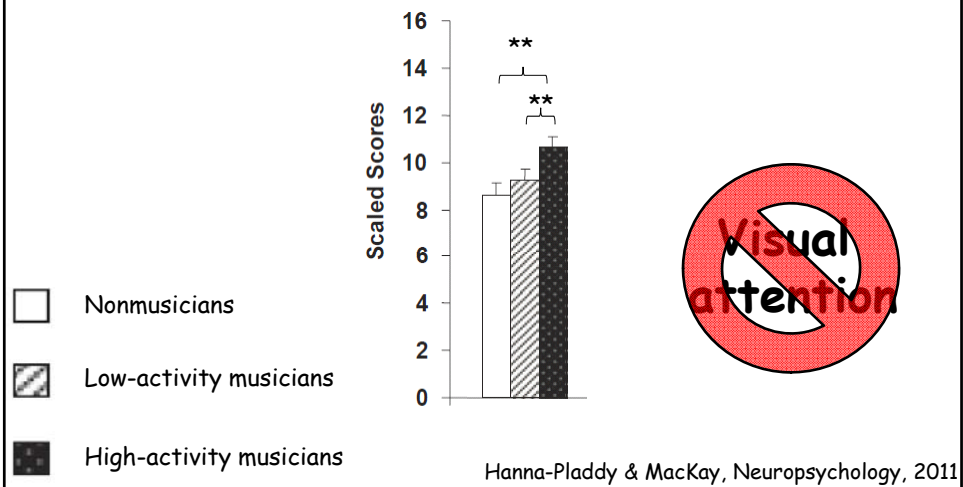 16
14
12
10
8
6
4
2
0
Scaled Scores
**
**
Visual
attention
Nonmusicians
Low-activity musicians
High-activity musicians
Hanna-Pladdy & MacKay, Neuropsychology, 2011